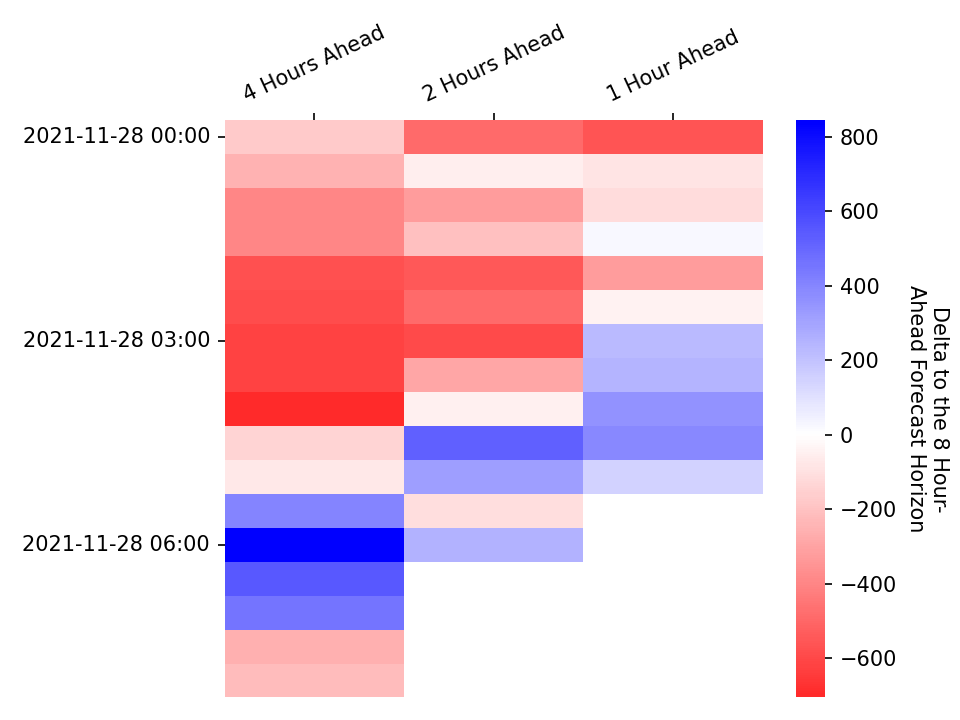 4 Hours Ahead
2 Hours Ahead
1 Hour Ahead
2021-11-28 00:00
2021-11-28 03:00
2021-11-28 06:00
800
600
400
200
0
−200
−400
−600
Delta to the 8 Hour-
Ahead Forecast Horizon